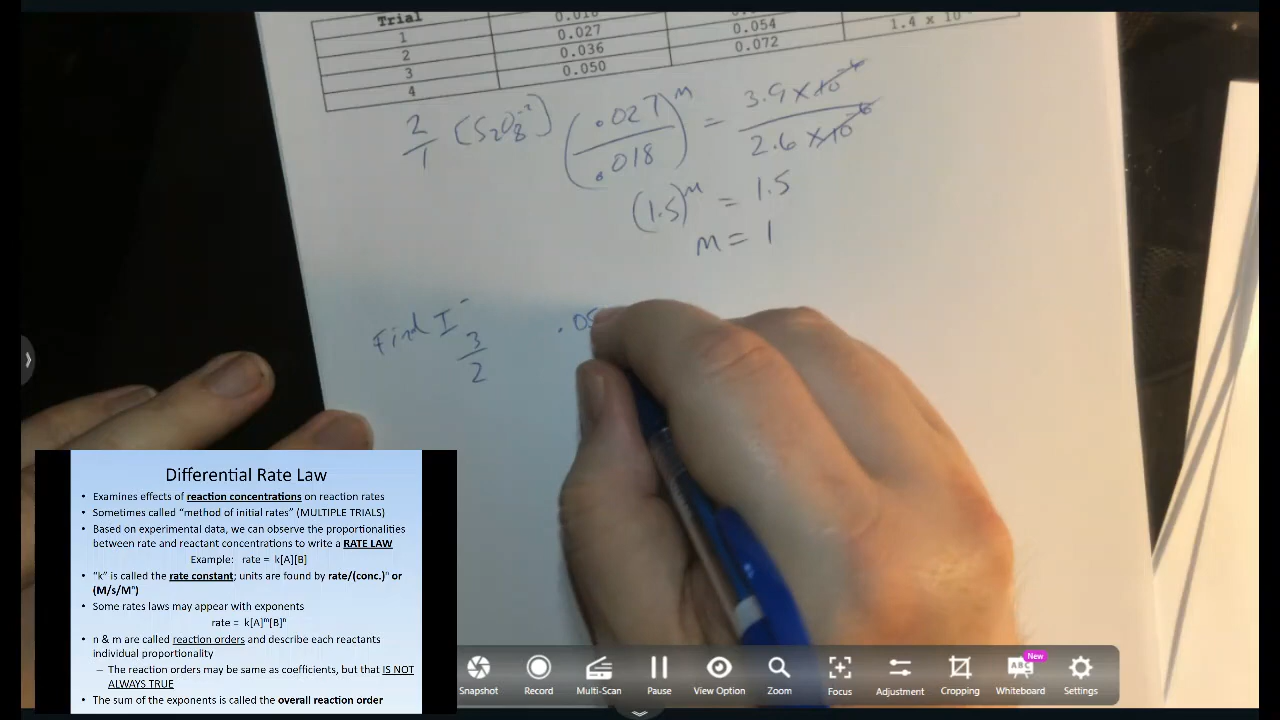 Trial
0.018
1
0.027
0.054
1.4 x 10
2
0.036
0.072
3
0.050
4
2/1 [S₂O₈⁻²] (.027/.018)ᵐ = 3.9 x 10⁻⁶/2.6 x 10⁻⁶
(1.5)ᵐ = 1.5
m = 1
Find I⁻
3/2
.05
Differential Rate Law
• Examines effects of reaction concentrations on reaction rates
• Sometimes called “method of initial rates” (MULTIPLE TRIALS)
• Based on experimental data, we can observe the proportionalities
between rate and reactant concentrations to write a RATE LAW
Example: rate = k[A][B]
• “k” is called the rate constant; units are found by rate/(conc.)ⁿ or
(M/s/Mⁿ)
• Some rates laws may appear with exponents
rate = k[A]ᵐ[B]ⁿ
• n & m are called reaction orders and describe each reactants
individual proportionality
– The reaction orders may be same as coefficients, but that IS NOT
ALWAYS TRUE
• The sum of the exponents is called the overall reaction order
New
Snapshot Record Multi-Scan Pause View Option Zoom Focus Adjustment Cropping Whiteboard Settings